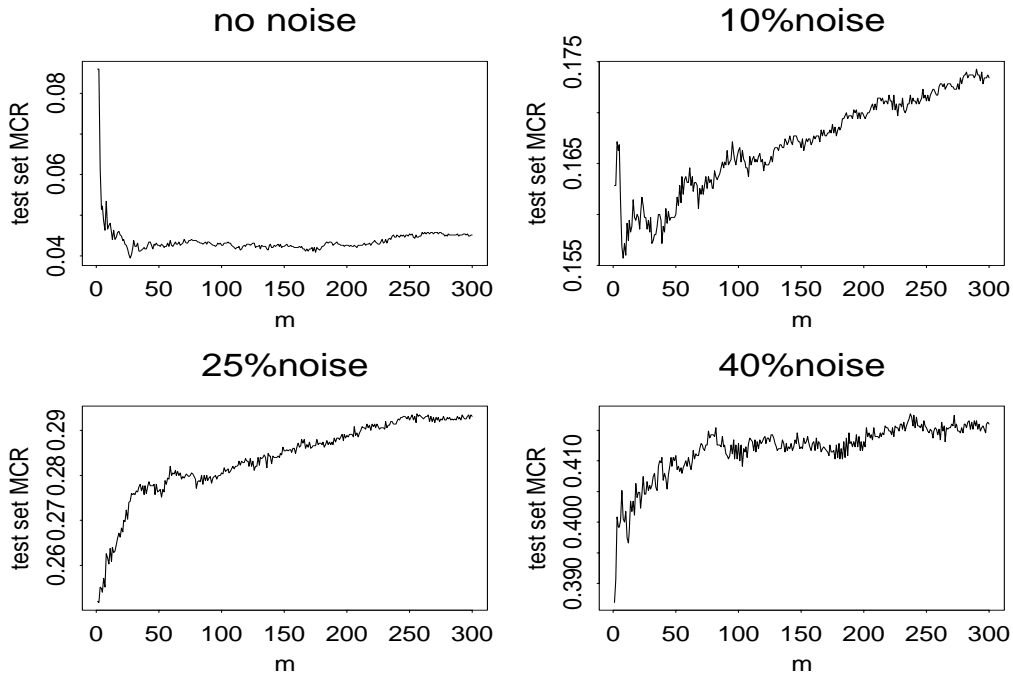 no noise
test set MCR
0.04 0.06 0.08
0 50 100 150 200 250 300
m
10%noise
test set MCR
0.155 0.165 0.175
0 50 100 150 200 250 300
m
25%noise
test set MCR
0.26 0.27 0.28 0.29
0 50 100 150 200 250 300
m
40%noise
test set MCR
0.390 0.400 0.410
0 50 100 150 200 250 300
m